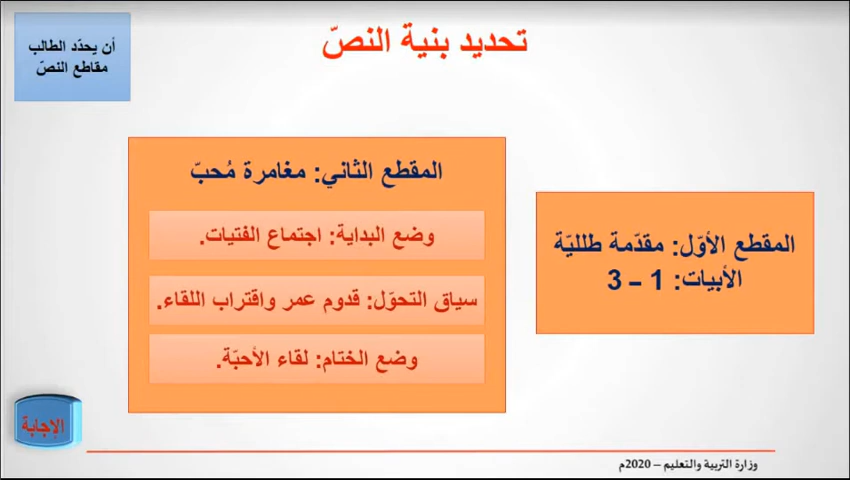 تحديد بنية النصّ
أن يحدّد الطالب
مقاطع النصّ
المقطع الأوّل: مقدّمة طلليّة
الأبيات: 1 – 3
المقطع الثاني: مغامرة مُحبّ
وضع البداية: اجتماع الفتيات.
سياق التحوّل: قدوم عمر واقتراب اللقاء.
وضع الختام: لقاء الأحبّة.
الإجابة
وزارة التربية والتعليم – 2020م